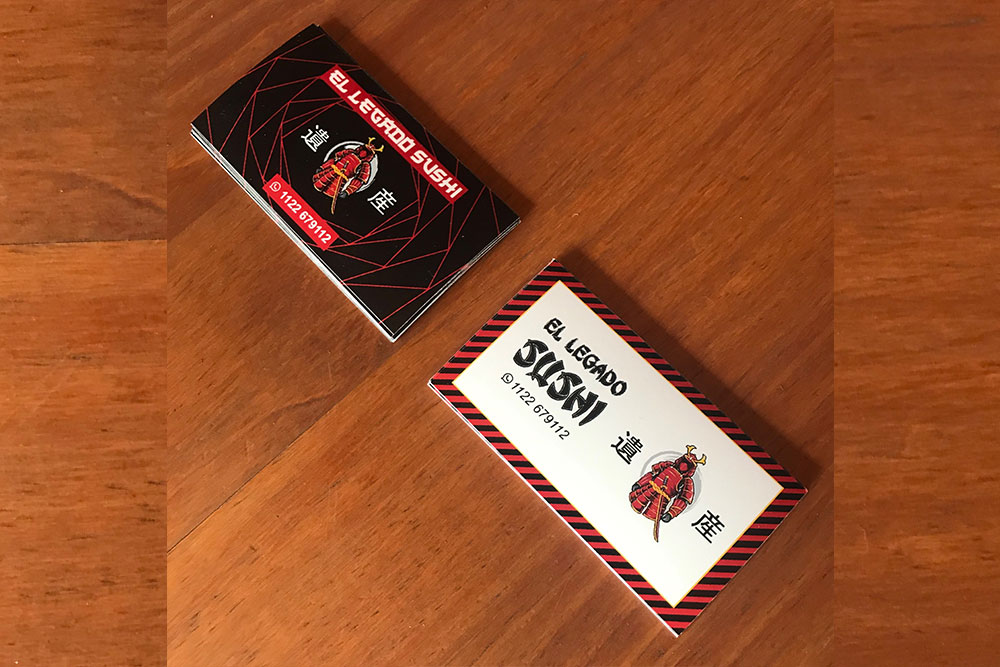 EL LEGADO SUSHI
遺
産
1122 679112
EL LEGADO
SUSHI
1122 679112
遺
産